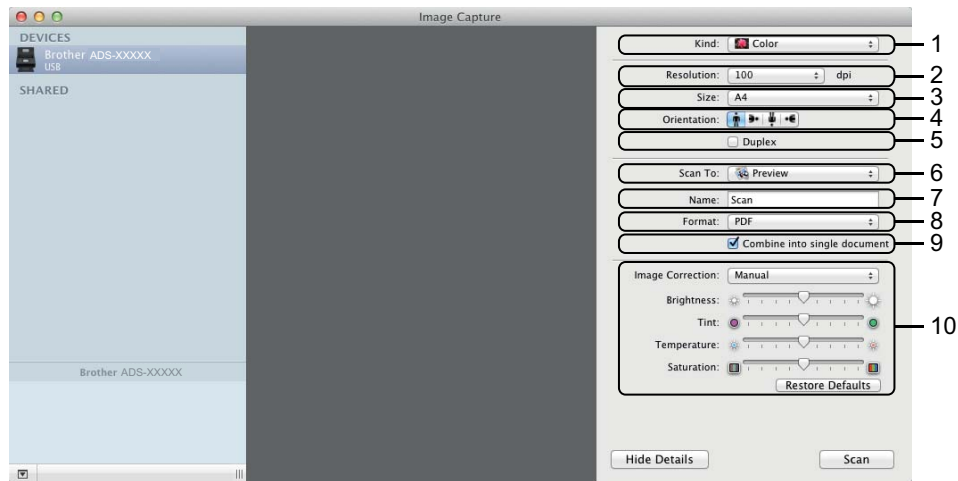 Image Capture
DEVICES
Brother ADS-XXXXX
USB
SHARED
Brother ADS-XXXXX
Kind: Color 1
Resolution: 100 dpi 2
Size: A4 3
Orientation: 4
Duplex 5
Scan To: Preview 6
Name: Scan 7
Format: PDF 8
Combine into single document 9
Image Correction: Manual
Brightness:
Tint:
10
Temperature:
Saturation:
Restore Defaults
Hide Details Scan